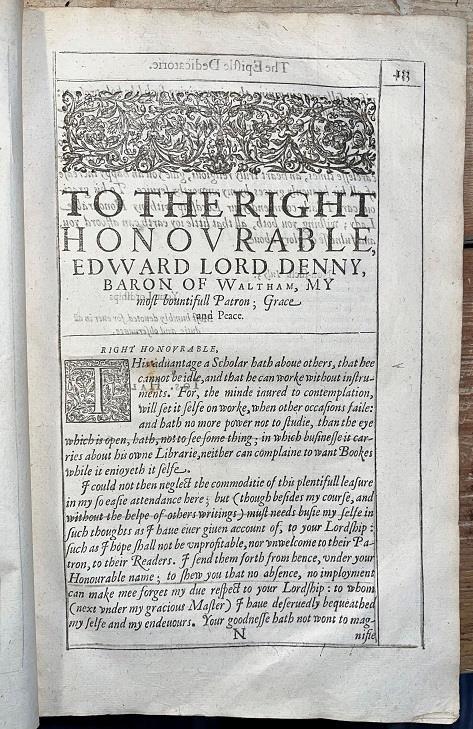 TO THE RIGHT
HONOVRABLE,
EDWARD LORD DENNY,
BARON OF WALTHAM, MY
moſt bountifull Patron; Grace
and Peace.
RIGHT HONOVRABLE,
THis aduantage a Scholar hath aboue others, that hee
cannot be idle, and that he can worke without inſtru-
ments. For, the minde inured to contemplation,
will ſet it ſelfe on worke, when other occaſions faile:
and hath no more power not to ſtudie, than the eye
which is open, hath, not to ſee ſome thing; in which buſineſſe it car-
ries about his owne Librarie, neither can complaine to want Bookes
while it enioyeth it ſelfe.
I could not then neglect the commoditie of this plentifull leaſure
in my ſo eaſie attendance here; but (though beſides my courſe, and
without the helpe of others writings) muſt needs buſie my ſelfe in
ſuch thoughts as I haue euer giuen account of, to your Lordſhip:
ſuch as I hope ſhall not be vnprofitable, nor vnwelcome to their Pa-
tron, to their Readers. I ſend them forth from hence, vnder your
Honourable name; to ſhew you that no abſence, no imployment
can make mee forget my due reſpect to your Lordſhip: to whom
(next vnder my gracious Maſter) I haue deſeruedly bequeathed
my ſelfe and my endeuours. Your goodneſſe hath not wont to mag-
N niſie